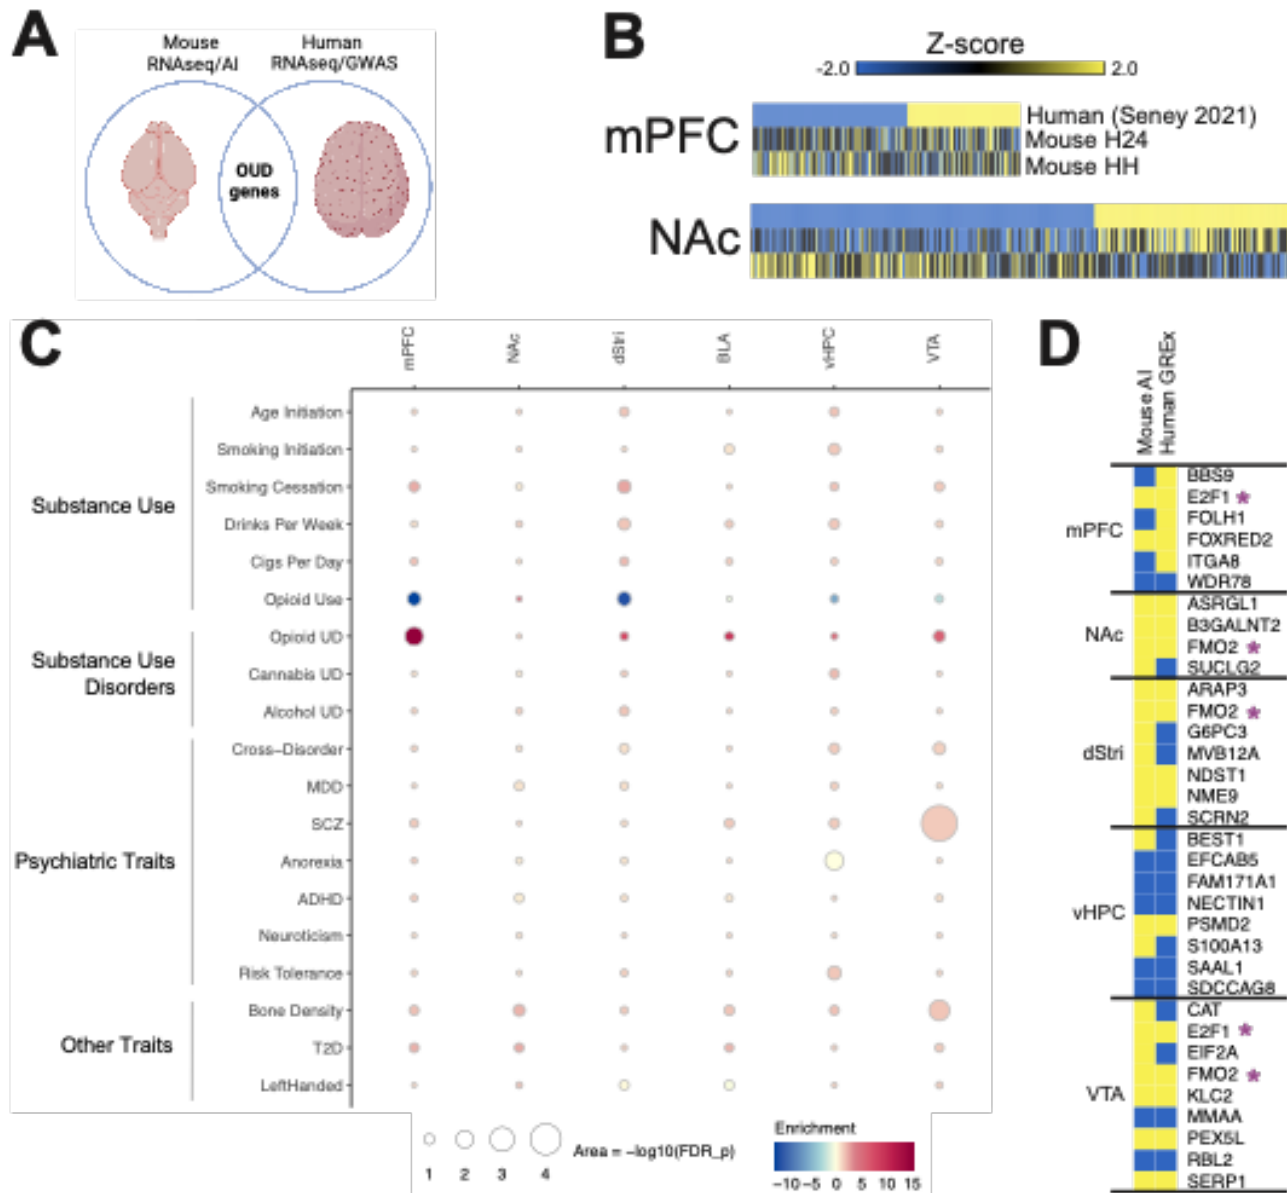 A
Mouse
RNAseq/AI
Human
RNAseq/GWAS
OUD
genes
B
Z-score
-2.0
2.0
mPFC
Human (Seney 2021)
Mouse H24
Mouse HH
NAc
C
mPFC
NAc
dStri
BLA
vHPC
VTA
Substance Use
Age Initiation
Smoking Initiation
Smoking Cessation
Drinks Per Week
Cigs Per Day
Opioid Use
Substance Use
Disorders
Opioid UD
Cannabis UD
Alcohol UD
Psychiatric Traits
Cross-Disorder
MDD
SCZ
Anorexia
ADHD
Neuroticism
Risk Tolerance
Other Traits
Bone Density
T2D
LeftHanded
1 2 3 4
Area = -log10(FDR_p)
Enrichment
-10 -5 0 5 10 15
D
Mouse AI
Human GREx
mPFC
BBS9
E2F1 *
FOLH1
FOXRED2
ITGA8
WDR78
NAc
ASRGL1
B3GALNT2
FMO2 *
SUCLG2
dStri
ARAP3
FMO2 *
G6PC3
MVB12A
NDST1
NME9
SCRN2
vHPC
BEST1
EFCAB5
FAM171A1
NECTIN1
PSMD2
S100A13
SAAL1
SDCCAG8
VTA
CAT
E2F1 *
EIF2A
FMO2 *
KLC2
MMAA
PEX5L
RBL2
SERP1